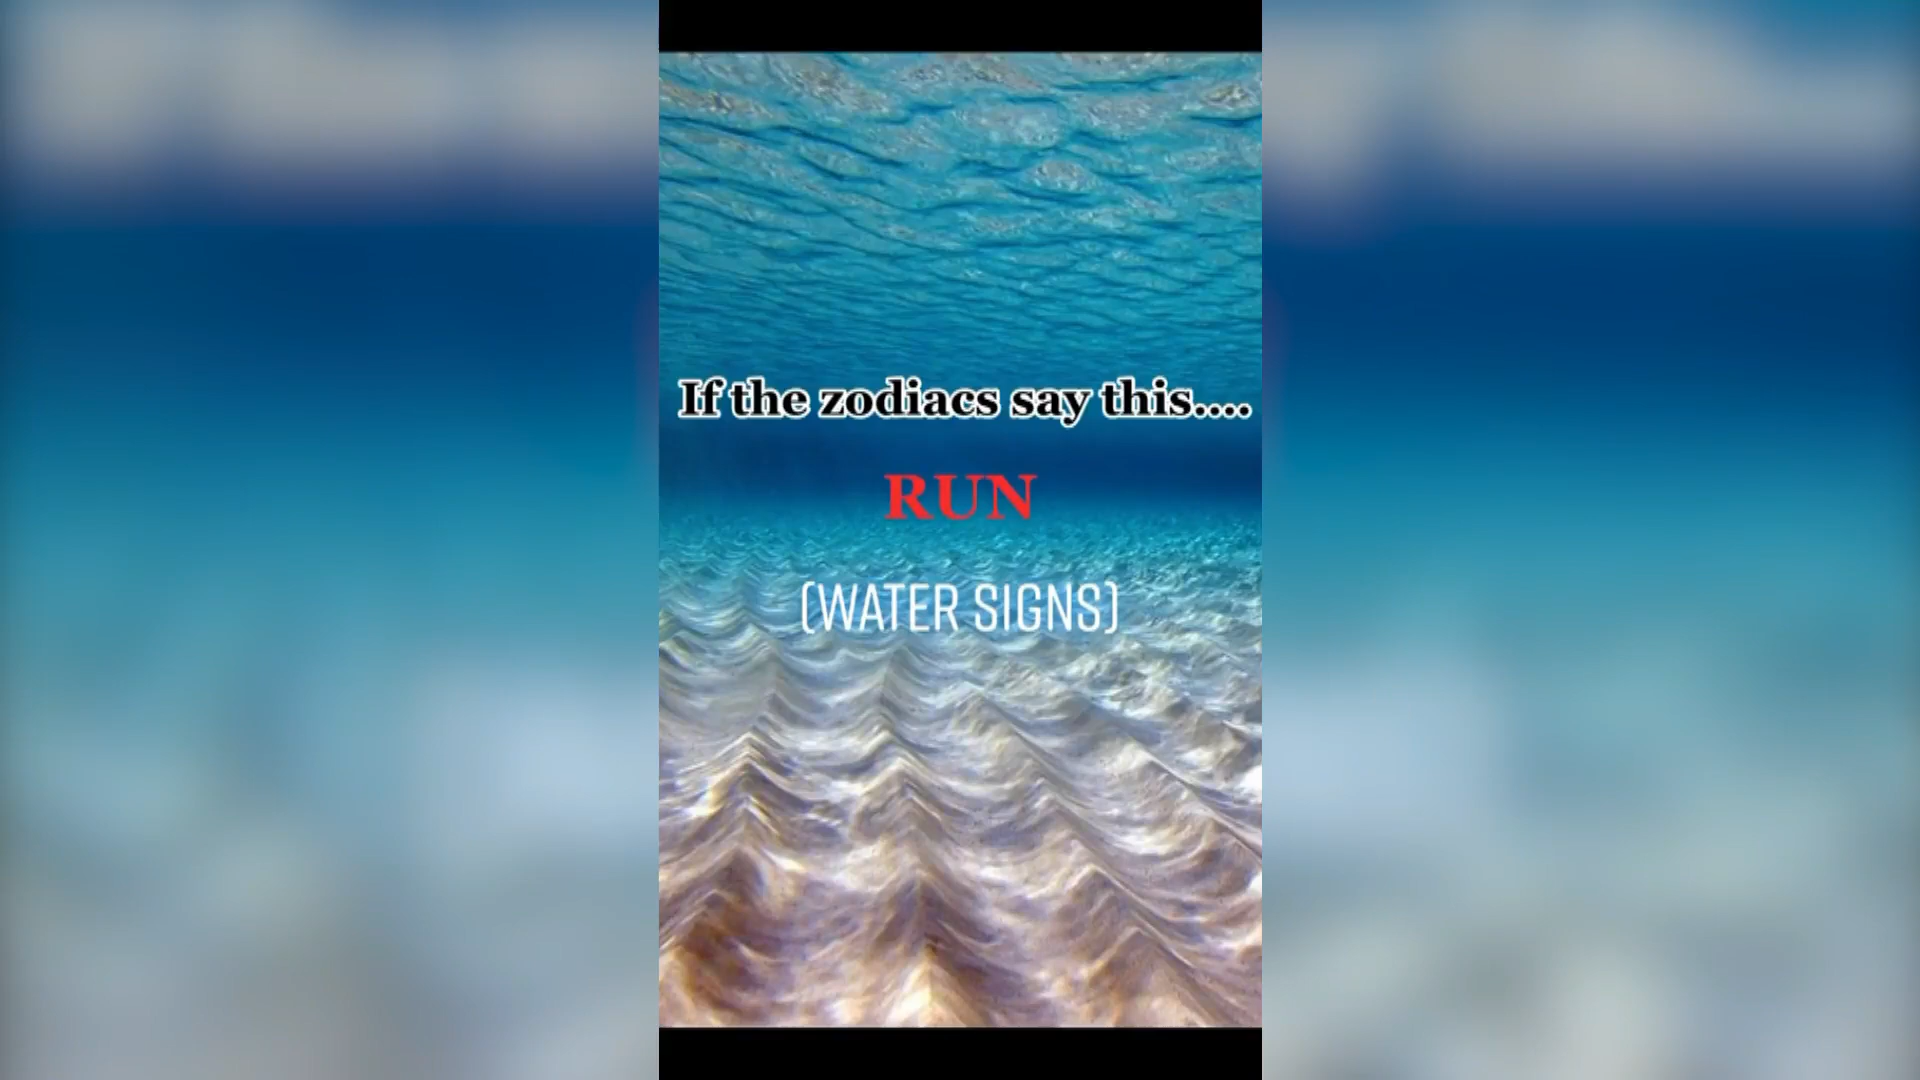 If the zodiacs say this....
RUN
(WATER SIGNS)